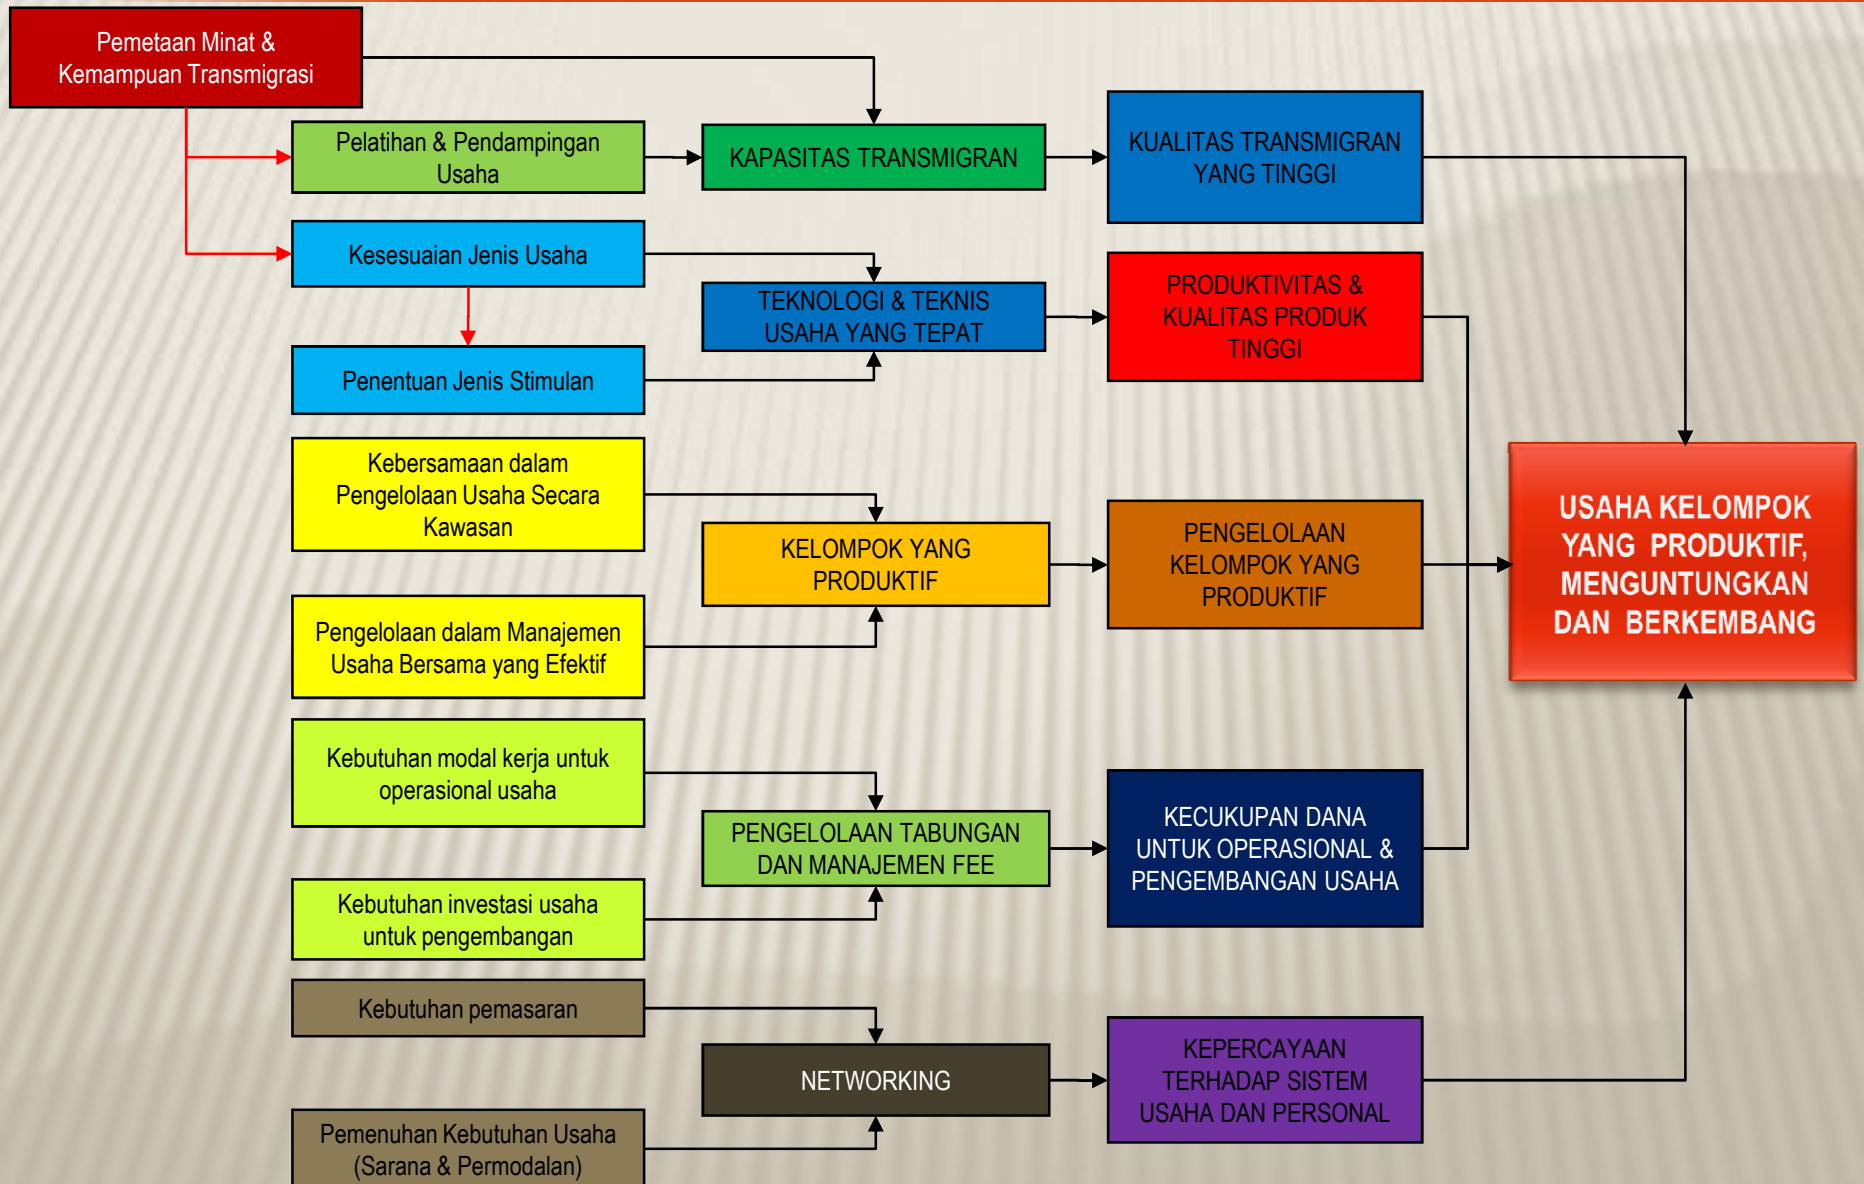 Pemetaan Minat &
Kemampuan Transmigrasi
Pelatihan & Pendampingan
Usaha
KAPASITAS TRANSMIGRAN
KUALITAS TRANSMIGRAN
YANG TINGGI
Kesesuaian Jenis Usaha
TEKNOLOGI & TEKNIS
USAHA YANG TEPAT
PRODUKTIVITAS &
KUALITAS PRODUK
TINGGI
Penentuan Jenis Stimulan
Kebersamaan dalam
Pengelolaan Usaha Secara
Kawasan
KELOMPOK YANG
PRODUKTIF
PENGELOLAAN
KELOMPOK YANG
PRODUKTIF
USAHA KELOMPOK
YANG PRODUKTIF,
MENGUNTUNGKAN
DAN BERKEMBANG
Pengelolaan dalam Manajemen
Usaha Bersama yang Efektif
Kebutuhan modal kerja untuk
operasional usaha
PENGELOLAAN TABUNGAN
DAN MANAJEMEN FEE
KECUKUPAN DANA
UNTUK OPERASIONAL &
PENGEMBANGAN USAHA
Kebutuhan investasi usaha
untuk pengembangan
Kebutuhan pemasaran
NETWORKING
KEPERCAYAAN
TERHADAP SISTEM
USAHA DAN PERSONAL
Pemenuhan Kebutuhan Usaha
(Sarana & Permodalan)